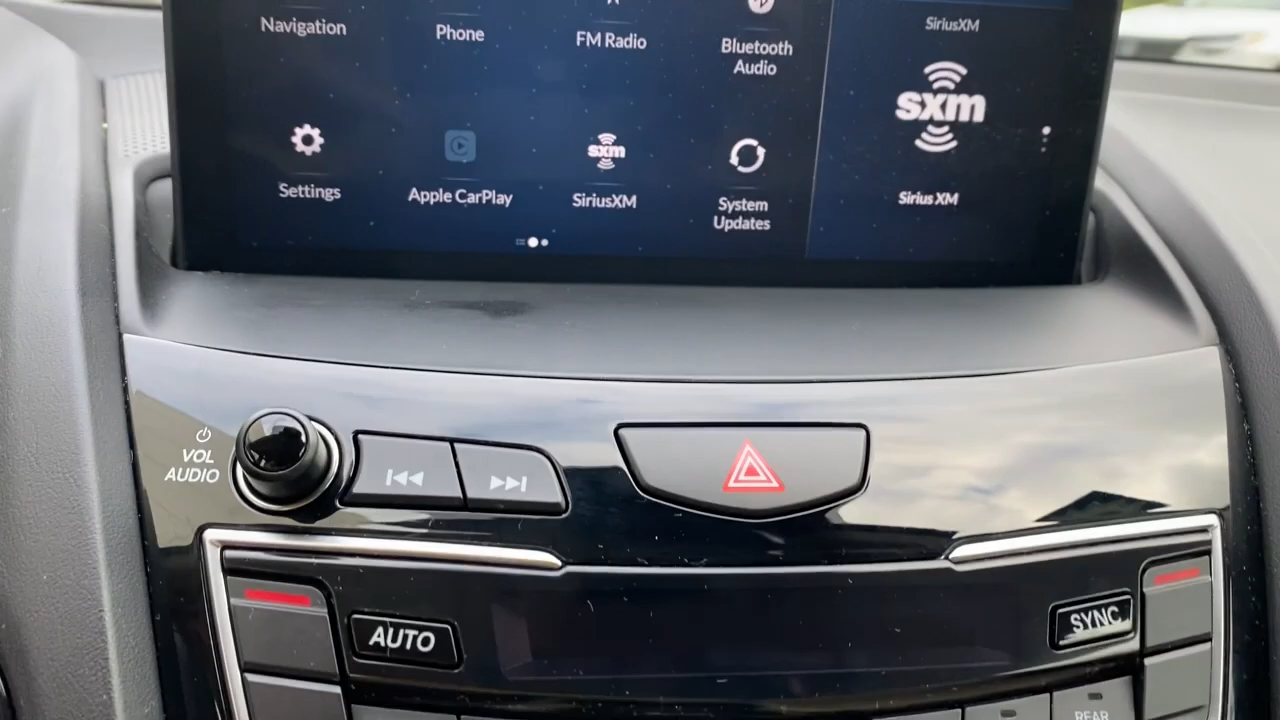 Navigation
Phone
FM Radio
Bluetooth
Audio
SiriusXM
sxm
Sirius XM
Settings
Apple CarPlay
sxm
SiriusXM
System
Updates
VOL
AUDIO
AUTO
SYNC
REAR